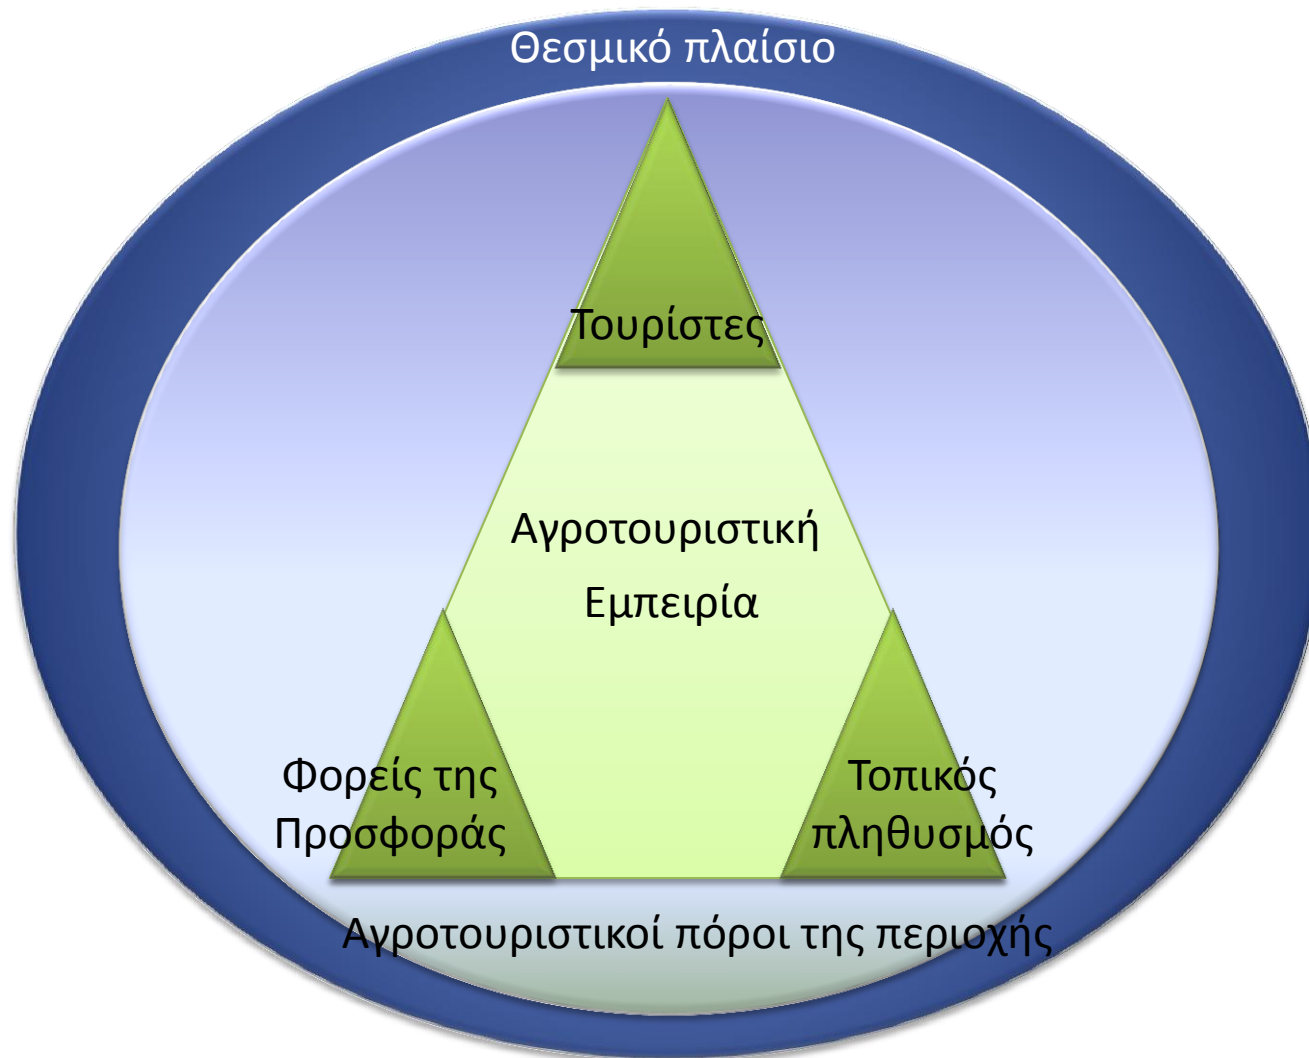 Θεσμικό πλαίσιο
Τουρίστες
Αγροτουριστική
Εμπειρία
Φορείς της
Προσφοράς
Τοπικός
πληθυσμός
Αγροτουριστικοί πόροι της περιοχής